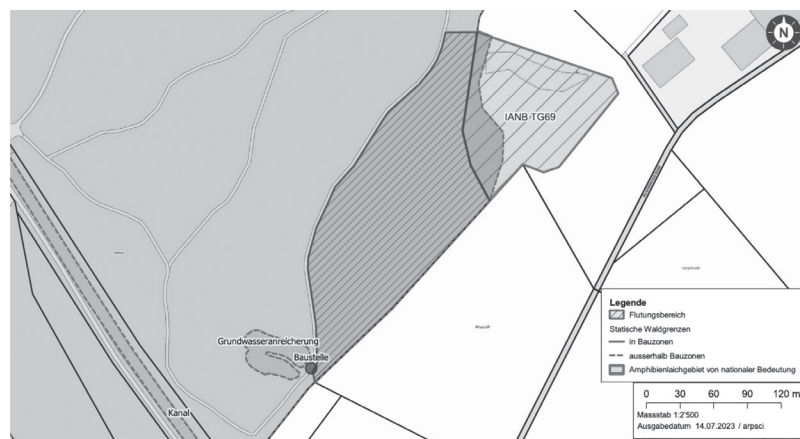 N
IANB TG69
Grundwasseranreicherung
Baustelle
Kanal
Legende
Flutungsbereich
Statische Waldgrenzen
in Bauzonen
ausserhalb Bauzonen
Amphibienlaichgebiet von nationaler Bedeutung
0 30 60 90 120 m
Massstab 1:2'500
Ausgabedatum 14.07.2023 / arpsci